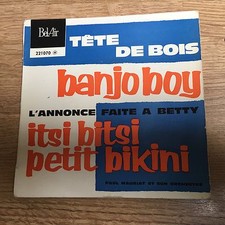 Bel Air
221070
TÊTE
DE BOIS
banjo boy
L'ANNONCE FAITE A BETTY
itsi bitsi
petit bikini